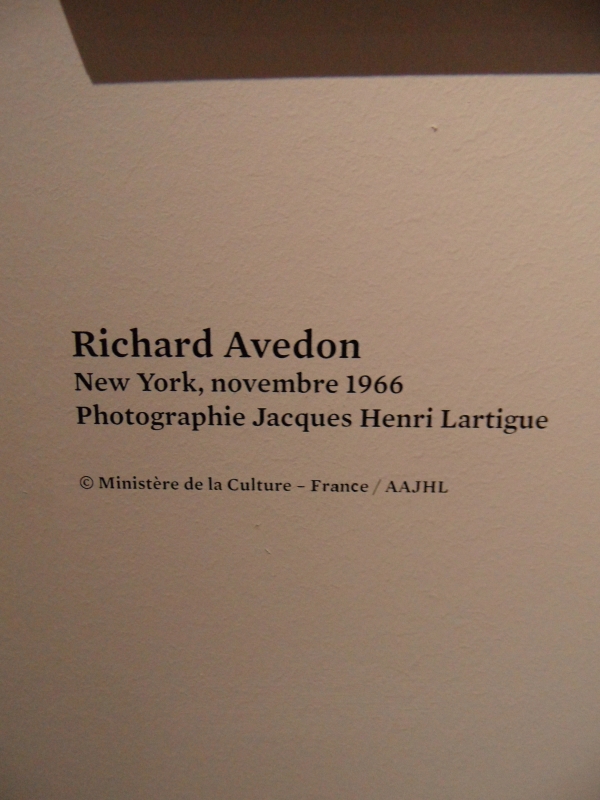 Richard Avedon
New York, novembre 1966
Photographie Jacques Henri Lartigue
© Ministère de la Culture – France / AAJHL